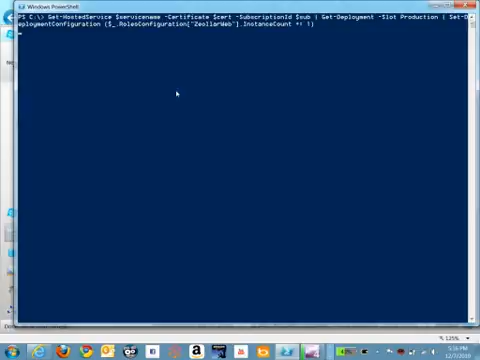 Windows PowerShell
PS C:\> Get-HostedService $servicename -Certificate $cert -SubscriptionId $sub | Get-Deployment -Slot Production | Set-D
eploymentConfiguration {$_.RolesConfiguration["ZeollarWeb"].InstanceCount += 1}
125%
5:16 PM
12/7/2010